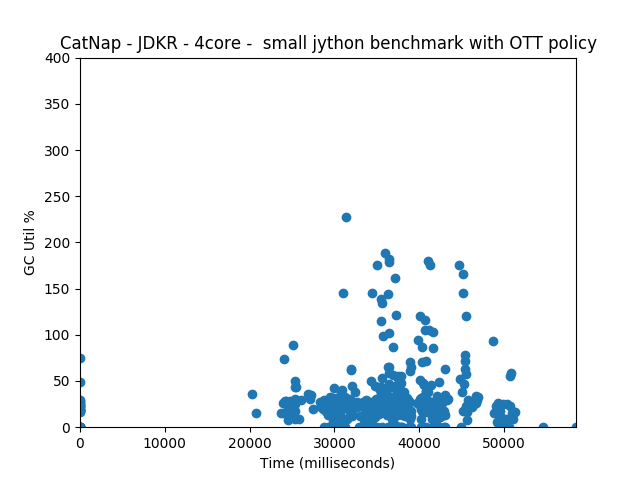 CatNap - JDKR - 4core -  small jython benchmark with OTT policy
400
350
300
250
200
150
100
50
0
GC Util %
0 10000 20000 30000 40000 50000
Time (milliseconds)